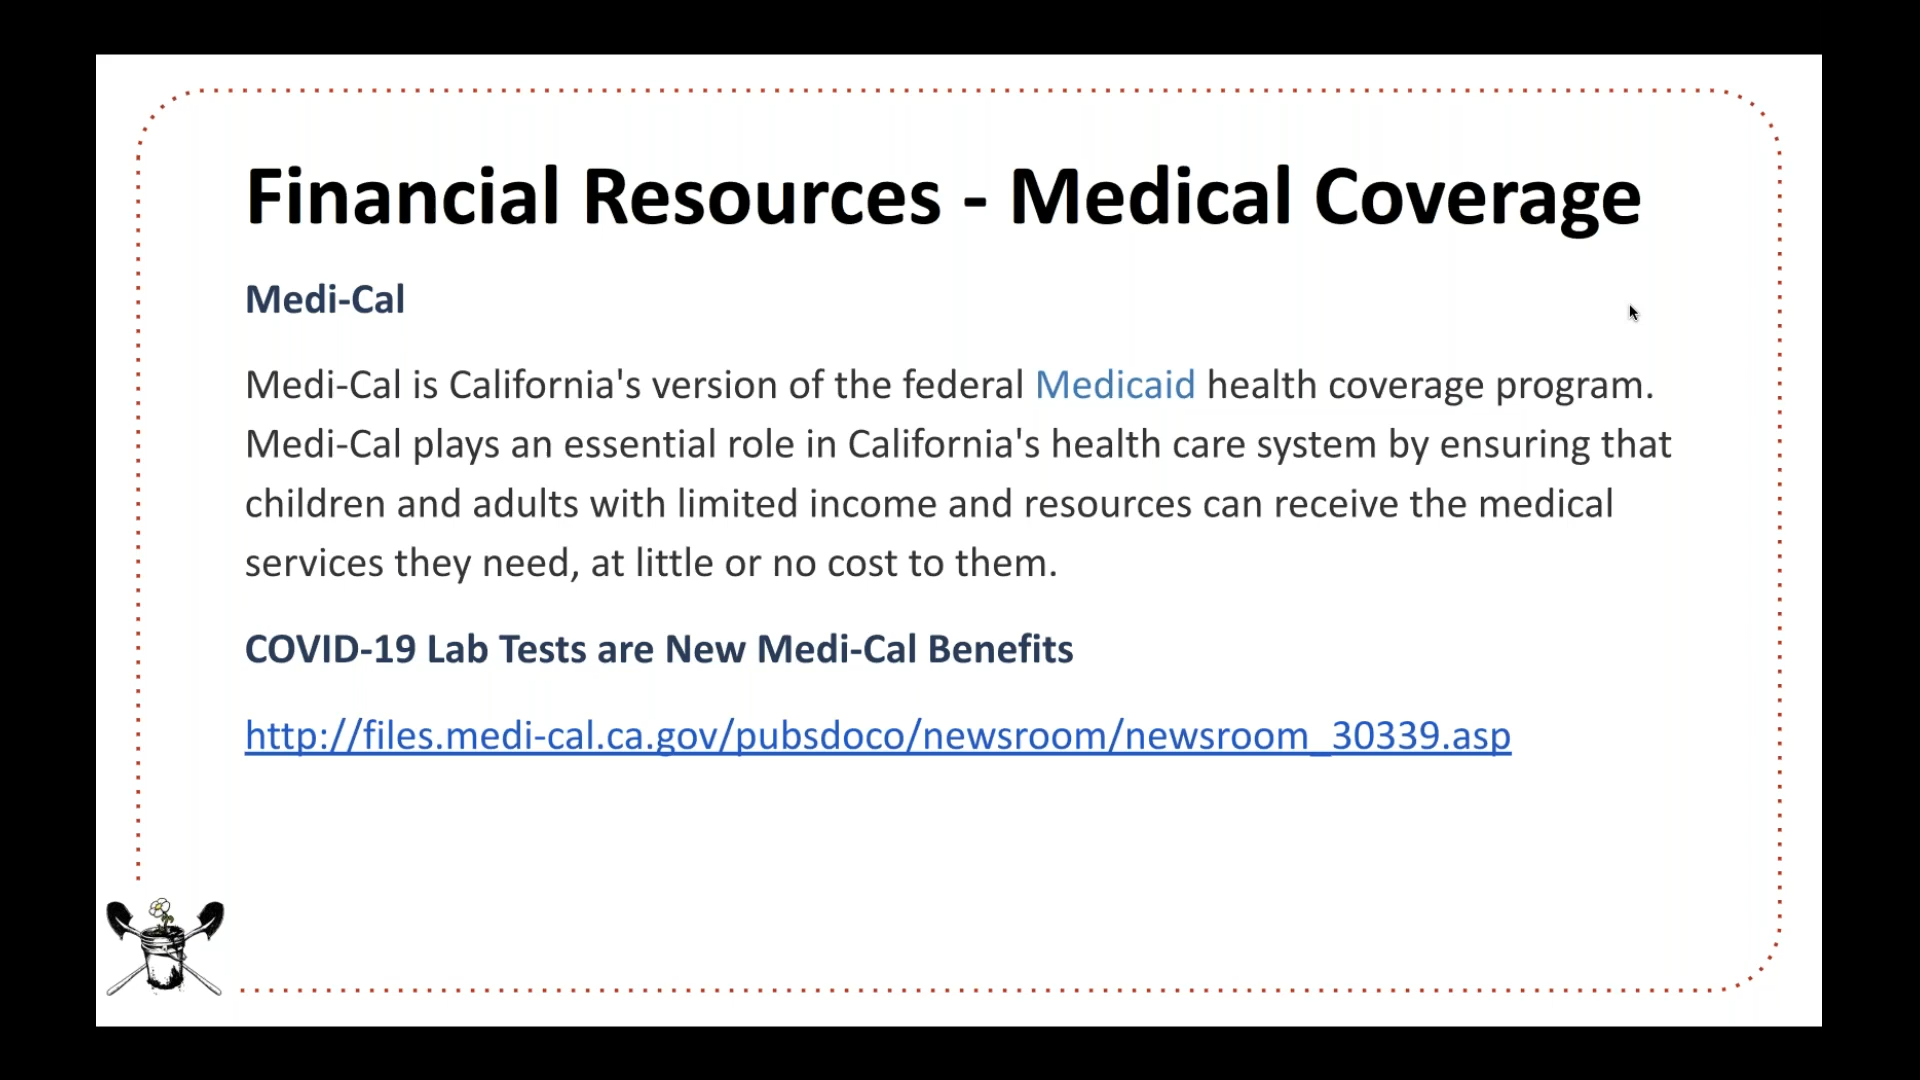 Financial Resources - Medical Coverage
Medi-Cal
Medi-Cal is California's version of the federal Medicaid health coverage program.
Medi-Cal plays an essential role in California's health care system by ensuring that
children and adults with limited income and resources can receive the medical
services they need, at little or no cost to them.
COVID-19 Lab Tests are New Medi-Cal Benefits
http://files.medi-cal.ca.gov/pubsdoco/newsroom/newsroom_30339.asp